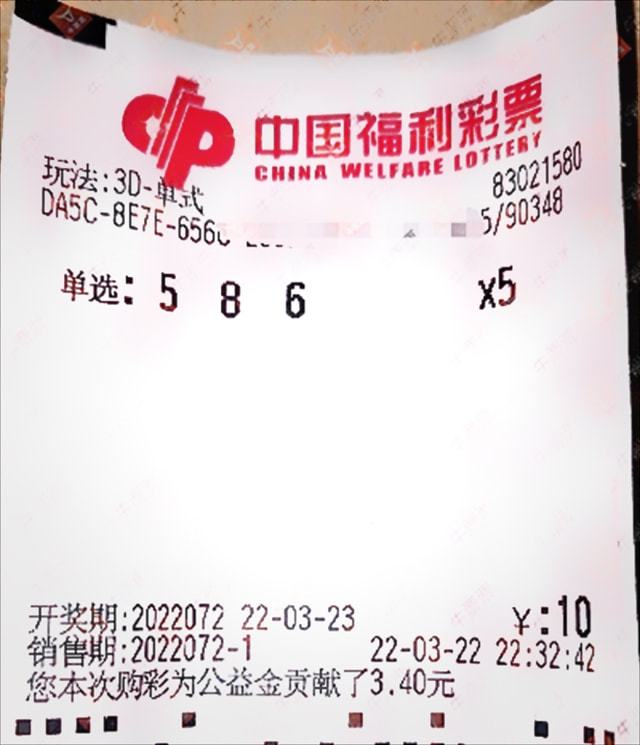 中国福利彩票
CHINA WELFARE LOTTERY
玩法:3D-单式 83021580
DA5C-8E7E-656C 5/90348
单选: 5 8 6 x5
开奖期:2022072 22-03-23 ¥:10
销售期:2022072-1 22-03-22 22:32:42
您本次购彩为公益金贡献了3.40元